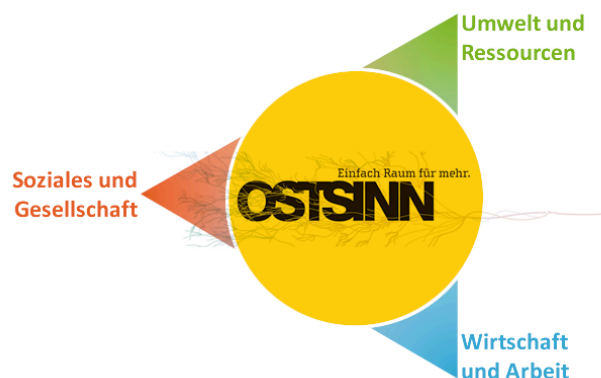 Umwelt und
Ressourcen
Einfach Raum für mehr.
OSTSINN
Soziales und
Gesellschaft
Wirtschaft
und Arbeit